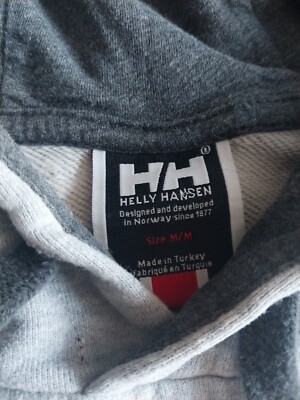 HH®
HELLY HANSEN
Designed and developed
in Norway since 1877
Size M/M
Made in Turkey
Fabriqué en Turquie